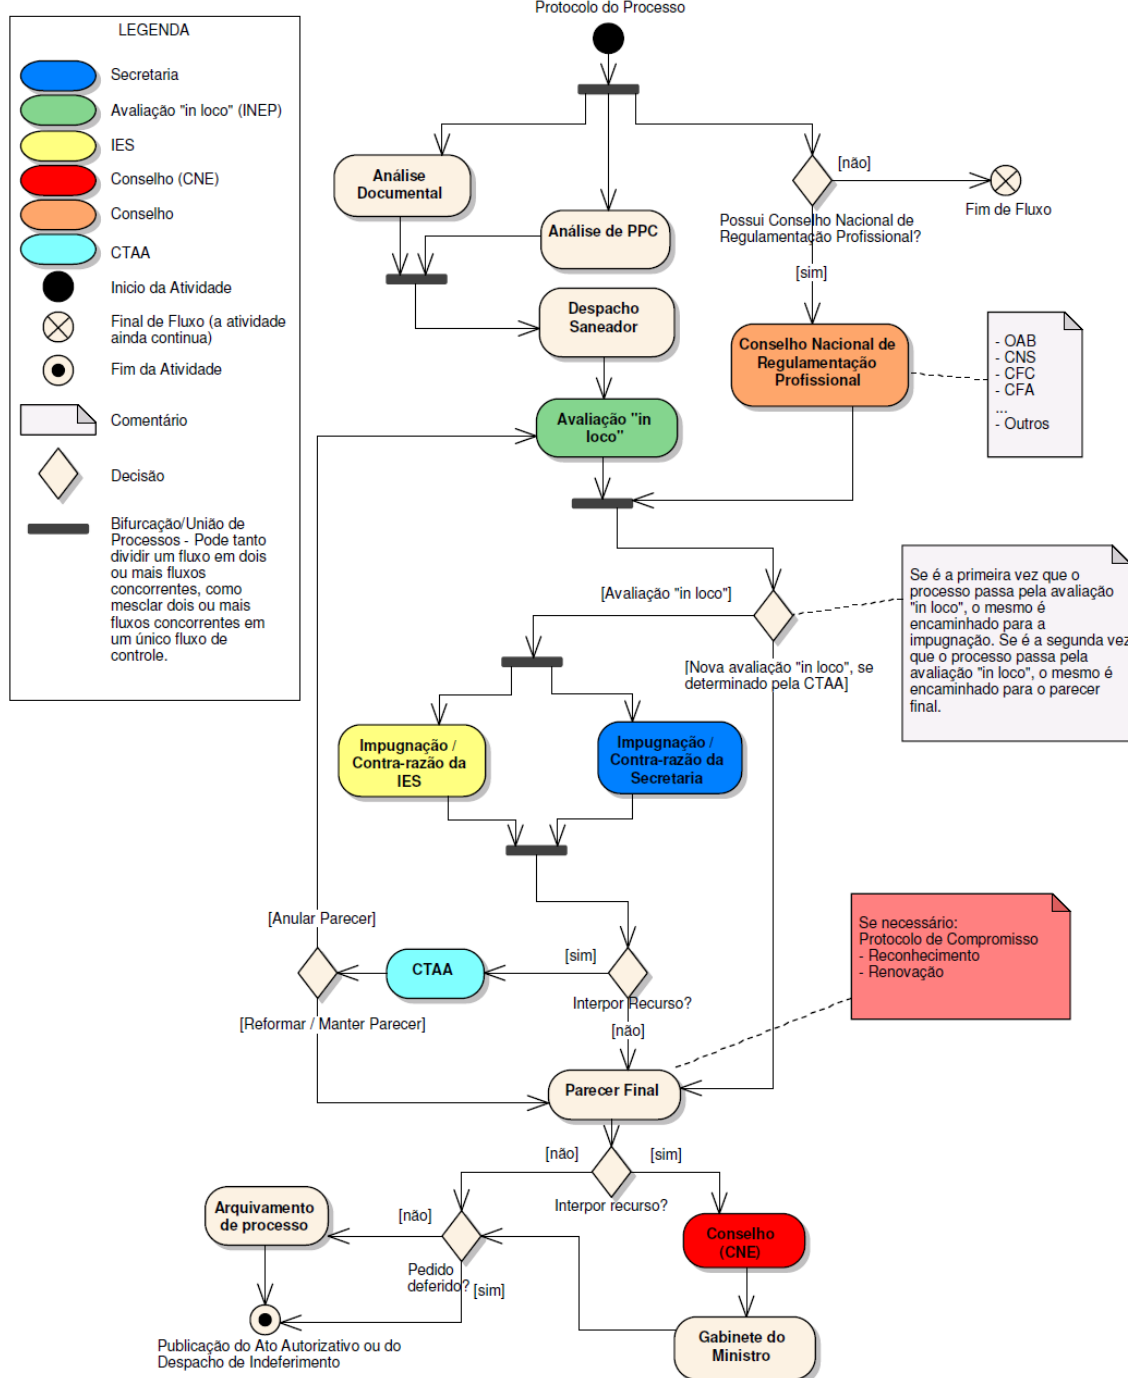 Protocolo do Processo
LEGENDA
Secretaria
Avaliação "in loco" (INEP)
IES
Conselho (CNE)
Conselho
CTAA
Inicio da Atividade
Final de Fluxo (a atividade
ainda continua)
Fim da Atividade
Comentário
Decisão
Bifurcação/União de
Processos - Pode tanto
dividir um fluxo em dois
ou mais fluxos
concorrentes, como
mesclar dois ou mais
fluxos concorrentes em
um único fluxo de
controle.
Análise
Documental
Análise de PPC
[não]
Fim de Fluxo
Possui Conselho Nacional de
Regulamentação Profissional?
[sim]
Despacho
Saneador
Conselho Nacional de
Regulamentação
Profissional
- OAB
- CNS
- CFC
- CFA
...
- Outros
Avaliação "in
loco"
[Avaliação "in loco"]
Se é a primeira vez que o
processo passa pela avaliação
"in loco", o mesmo é
encaminhado para a
impugnação. Se é a segunda vez
que o processo passa pela
avaliação "in loco", o mesmo é
encaminhado para o parecer
final.
[Nova avaliação "in loco", se
determinado pela CTAA]
Impugnação /
Contra-razão da
IES
Impugnação /
Contra-razão da
Secretaria
[Anular Parecer]
CTAA
[sim]
Interpor Recurso?
[Reformar / Manter Parecer]
[não]
Se necessário:
Protocolo de Compromisso
- Reconhecimento
- Renovação
Parecer Final
[não]
[sim]
Interpor recurso?
Arquivamento
de processo
[não]
Pedido
deferido?
[sim]
Conselho
(CNE)
Gabinete do
Ministro
Publicação do Ato Autorizativo ou do
Despacho de Indeferimento